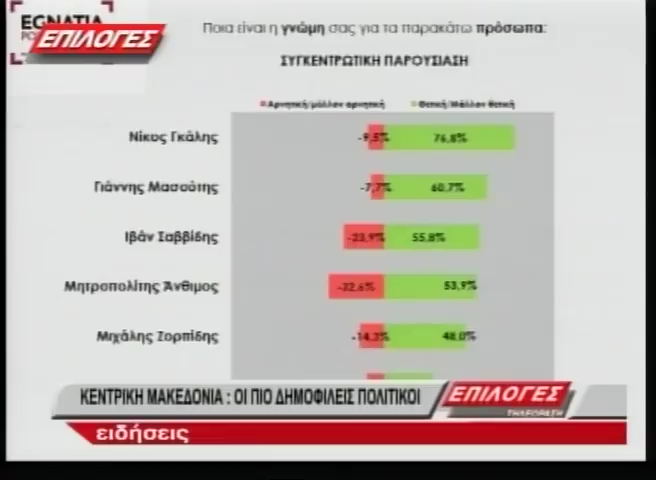 EGNATIA
ΕΠΙΛΟΓΕΣ
Ποια είναι η γνώμη σας για τα παρακάτω πρόσωπα:
ΣΥΓΚΕΝΤΡΩΤΙΚΗ ΠΑΡΟΥΣΙΑΣΗ
Αρνητική/μάλλον αρνητική Θετική/Μάλλον θετική
Νίκος Γκάλης -9,5% 76,8%
Γιάννης Μασούτης -7,7% 60,7%
Ιβάν Σαββίδης -23,9% 55,8%
Μητροπολίτης Άνθιμος -32,6% 53,9%
Μιχάλης Ζορπίδης -14,3% 48,0%
ΚΕΝΤΡΙΚΗ ΜΑΚΕΔΟΝΙΑ : ΟΙ ΠΙΟ ΔΗΜΟΦΙΛΕΙΣ ΠΟΛΙΤΙΚΟΙ
ΕΠΙΛΟΓΕΣ
ΤΗΛΕΟΡΑΣΗ
ειδήσεις